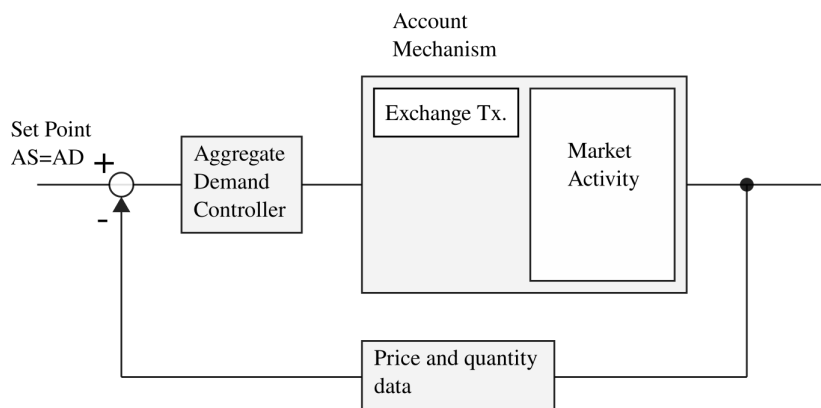 Account
Mechanism
Exchange Tx.
Set Point
AS=AD
+
-
Aggregate
Demand
Controller
Market
Activity
Price and quantity
data